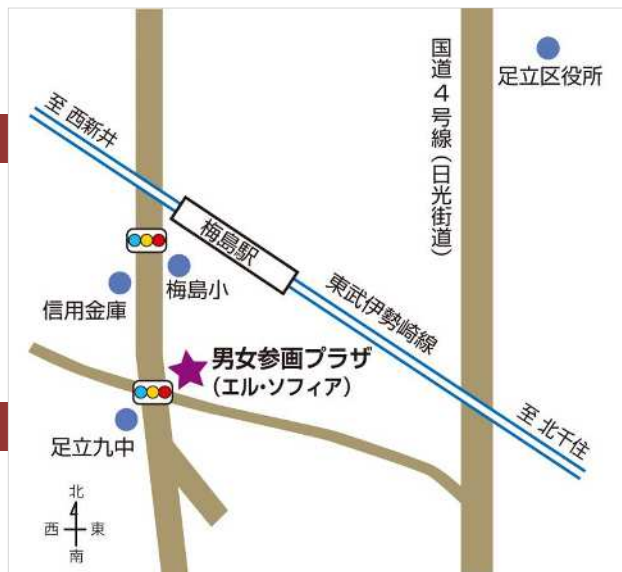 国道4号線(日光街道)
足立区役所
至 西新井
梅島駅
信用金庫
梅島小
東武伊勢崎線
男女参画プラザ
(エル・ソフィア)
足立九中
至 北千住
北
西 東
南